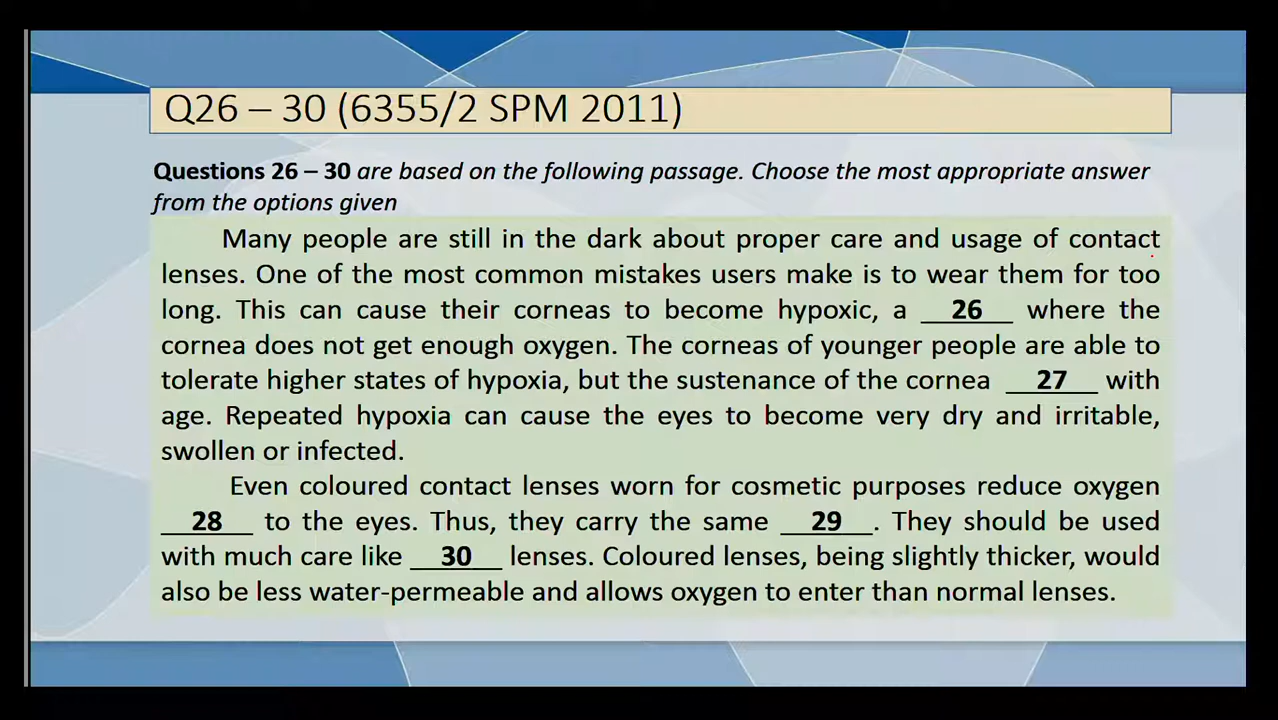 Q26 – 30 (6355/2 SPM 2011)
Questions 26 – 30 are based on the following passage. Choose the most appropriate answer
from the options given
Many people are still in the dark about proper care and usage of contact
lenses. One of the most common mistakes users make is to wear them for too
long. This can cause their corneas to become hypoxic, a __26__ where the
cornea does not get enough oxygen. The corneas of younger people are able to
tolerate higher states of hypoxia, but the sustenance of the cornea __27__ with
age. Repeated hypoxia can cause the eyes to become very dry and irritable,
swollen or infected.
Even coloured contact lenses worn for cosmetic purposes reduce oxygen
__28__ to the eyes. Thus, they carry the same __29__. They should be used
with much care like __30__ lenses. Coloured lenses, being slightly thicker, would
also be less water-permeable and allows oxygen to enter than normal lenses.